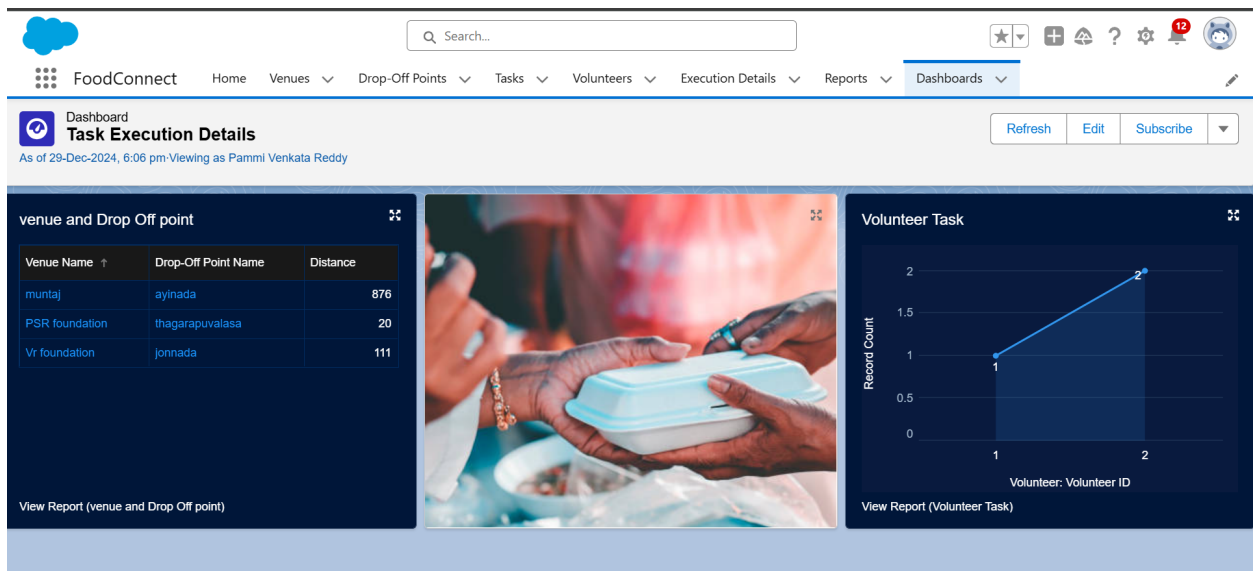 Search...
12
FoodConnect Home Venues Drop-Off Points Tasks Volunteers Execution Details Reports Dashboards
Dashboard
Task Execution Details
As of 29-Dec-2024, 6:06 pm·Viewing as Pammi Venkata Reddy
Refresh Edit Subscribe
venue and Drop Off point
Venue Name ↑ Drop-Off Point Name Distance
muntaj ayinada 876
PSR foundation thagarapuvalasa 20
Vr foundation jonnada 111
View Report (venue and Drop Off point)
Volunteer Task
2
1.5
1
0.5
0
Record Count
1
2
1 2
Volunteer: Volunteer ID
View Report (Volunteer Task)